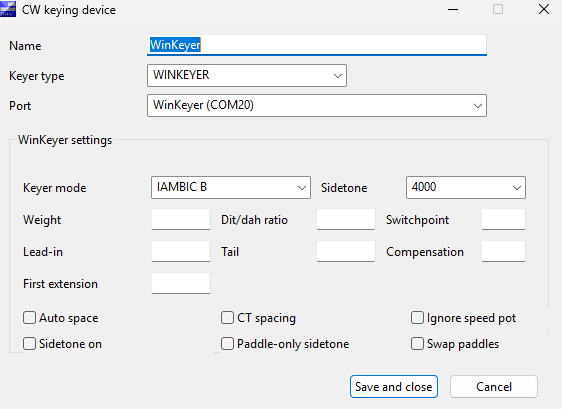 CW keying device
Name WinKeyer
Keyer type WINKEYER
Port WinKeyer (COM20)
WinKeyer settings
Keyer mode IAMBIC B Sidetone 4000
Weight Dit/dah ratio Switchpoint
Lead-in Tail Compensation
First extension
Auto space CT spacing Ignore speed pot
Sidetone on Paddle-only sidetone Swap paddles
Save and close Cancel